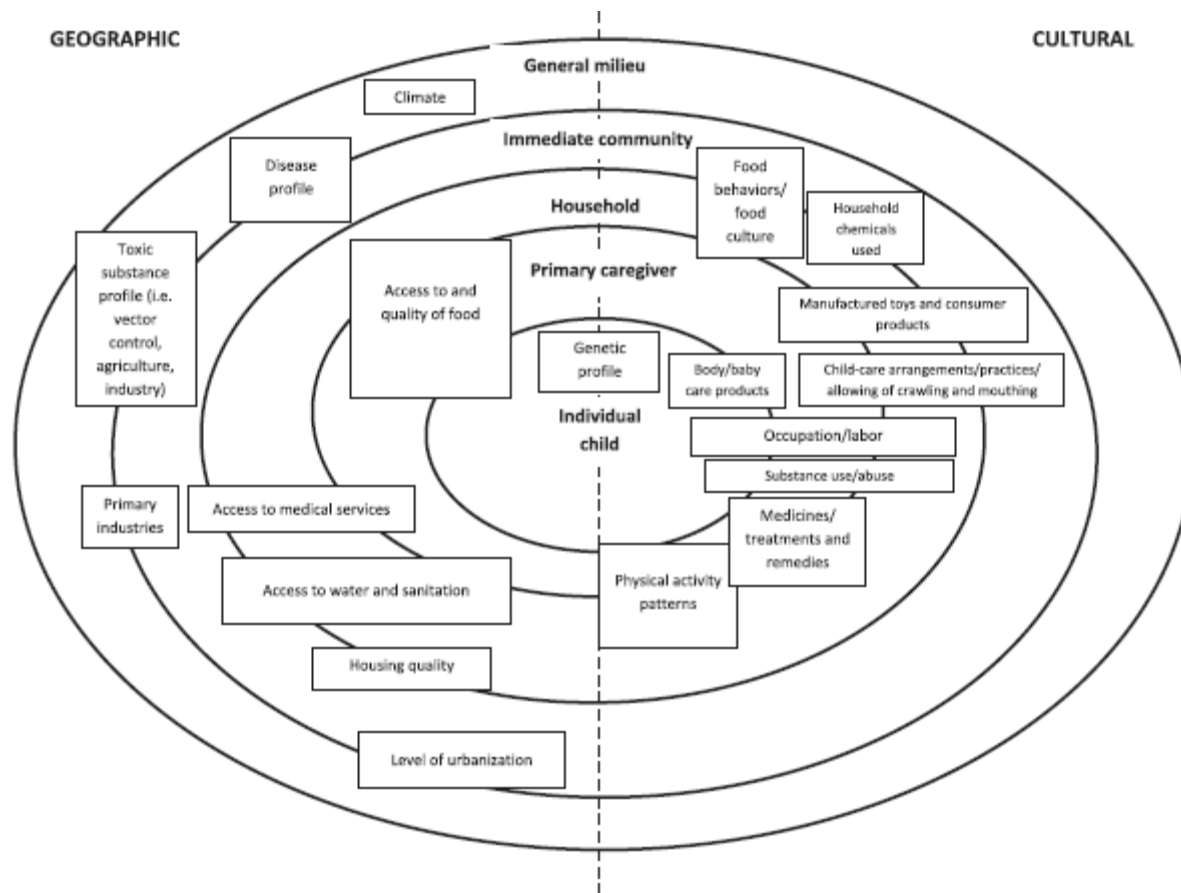 GEOGRAPHIC
CULTURAL
General milieu
Climate
Immediate community
Disease
profile
Food
behaviors/
food
culture
Household
Household
chemicals
used
Toxic
substance
profile (i.e.
vector
control,
agriculture,
industry)
Access to and
quality of food
Primary caregiver
Manufactured toys and consumer
products
Genetic
profile
Body/baby
care products
Child-care arrangements/practices/
allowing of crawling and mouthing
Individual
child
Occupation/labor
Substance use/abuse
Primary
industries
Access to medical services
Medicines/
treatments and
remedies
Access to water and sanitation
Physical activity
patterns
Housing quality
Level of urbanization